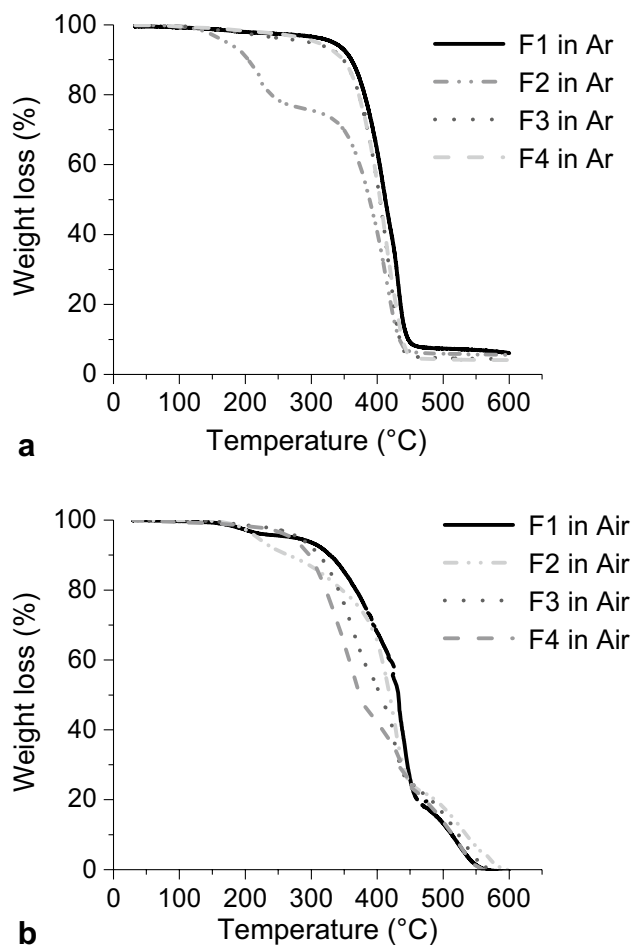 100
80
60
40
20
0
Weight loss (%)
F1 in Ar
F2 in Ar
F3 in Ar
F4 in Ar
0 100 200 300 400 500 600
Temperature (°C)
a
100
80
60
40
20
0
Weight loss (%)
F1 in Air
F2 in Air
F3 in Air
F4 in Air
0 100 200 300 400 500 600
Temperature (°C)
b